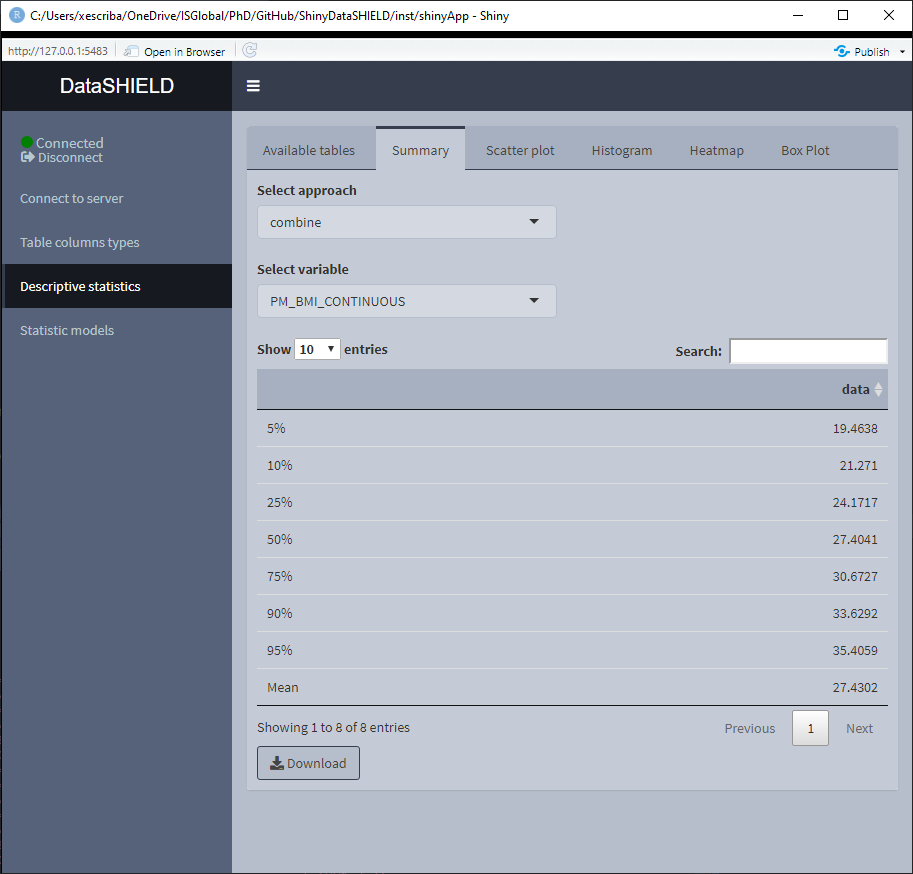 C:/Users/xescriba/OneDrive/ISGlobal/PhD/GitHub/ShinyDataSHIELD/inst/shinyApp - Shiny
http://127.0.0.1:5483 Open in Browser Publish
DataSHIELD
Connected
Disconnect
Connect to server
Table columns types
Descriptive statistics
Statistic models
Available tables Summary Scatter plot Histogram Heatmap Box Plot
Select approach
combine
Select variable
PM_BMI_CONTINUOUS
Show 10 entries Search:
data
5% 19.4638
10% 21.271
25% 24.1717
50% 27.4041
75% 30.6727
90% 33.6292
95% 35.4059
Mean 27.4302
Showing 1 to 8 of 8 entries Previous 1 Next
Download